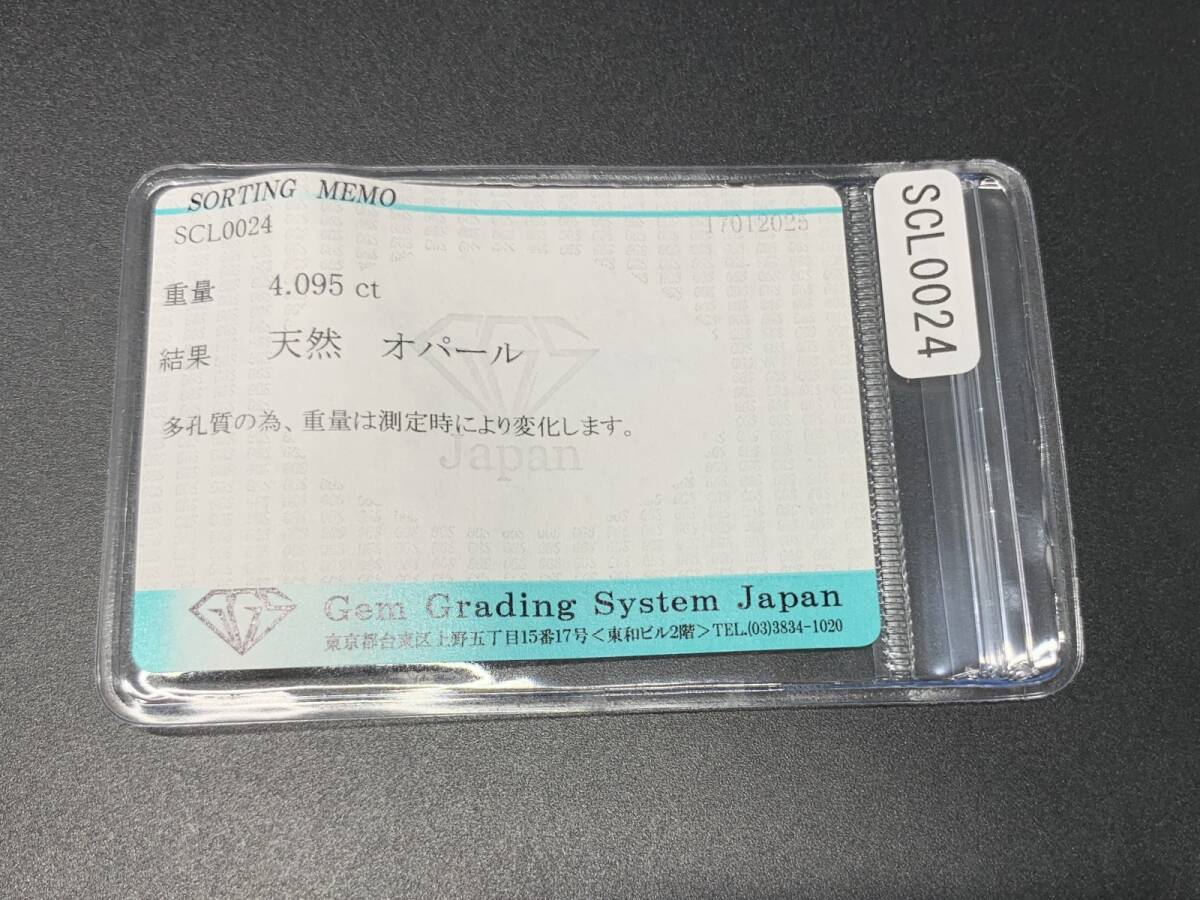 SORTING MEMO
SCL0024 17012025
重量 4.095 ct
結果 天然 オパール
多孔質の為、重量は測定時により変化します。
Japan
Gem Grading System Japan
東京都台東区上野五丁目15番17号＜東和ビル2階＞TEL.(03)3834-1020
SCL0024